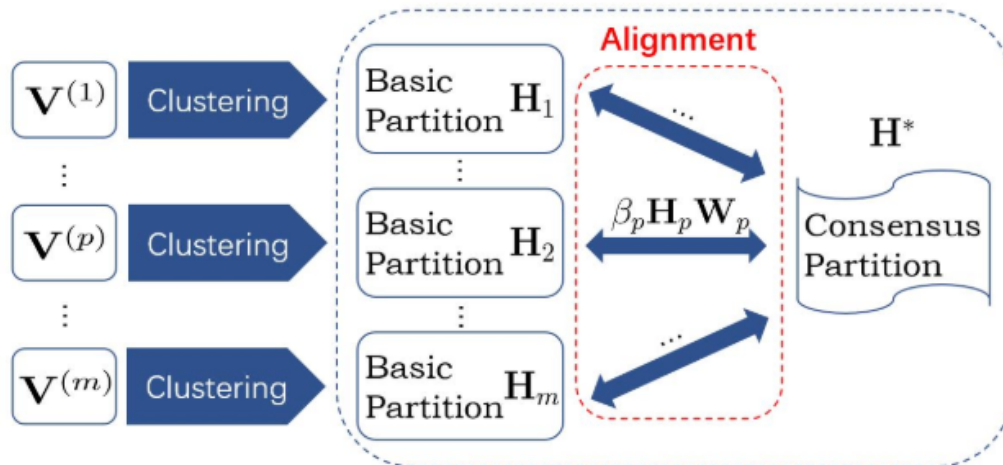 Alignment
V^{(1)}
Clustering
Basic
Partition H_1
...
H^*
⋮
⋮
V^{(p)}
Clustering
Basic
Partition H_2
β_p H_p W_p
Consensus
Partition
⋮
⋮
...
V^{(m)}
Clustering
Basic
Partition H_m